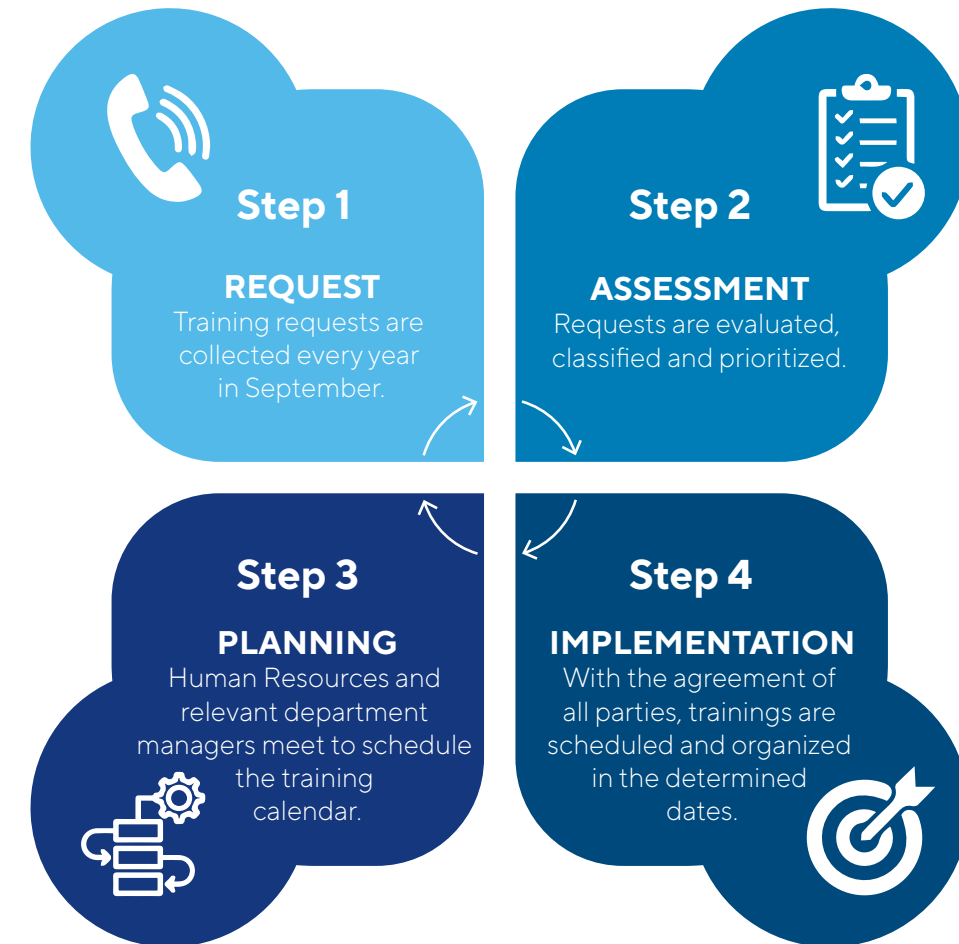 Step 1
REQUEST
Training requests are
collected every year
in September.
Step 2
ASSESSMENT
Requests are evaluated,
classified and prioritized.
Step 3
PLANNING
Human Resources and
relevant department
managers meet to schedule
the training
calendar.
Step 4
IMPLEMENTATION
With the agreement of
all parties, trainings are
scheduled and organized
in the determined
dates.